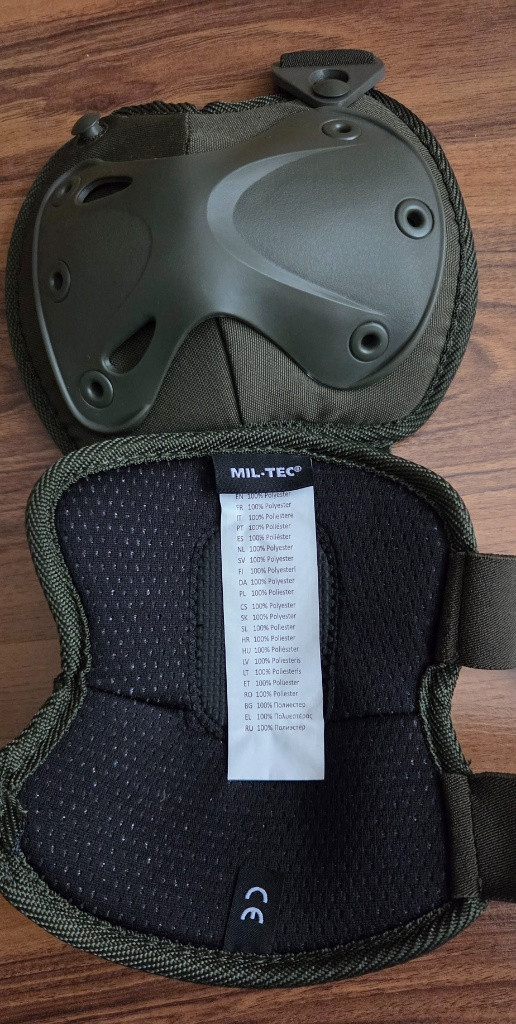 MIL-TEC®
EN 100% Polyester
FR 100% Polyester
IT 100% Poliestere
PT 100% Poliéster
ES 100% Poliéster
NL 100% Polyester
SV 100% Polyester
FI 100% Polyesteri
DA 100% Polyester
PL 100% Poliester
CS 100% Polyester
SK 100% Polyester
SL 100% Poliester
HR 100% Poliester
HU 100% Poliészter
LV 100% Poliesteris
LT 100% Poliesteris
ET 100% Polüester
RO 100% Poliester
BG 100% Полиестер
EL 100% Πολυεστέρας
RU 100% Полиэстер
CE